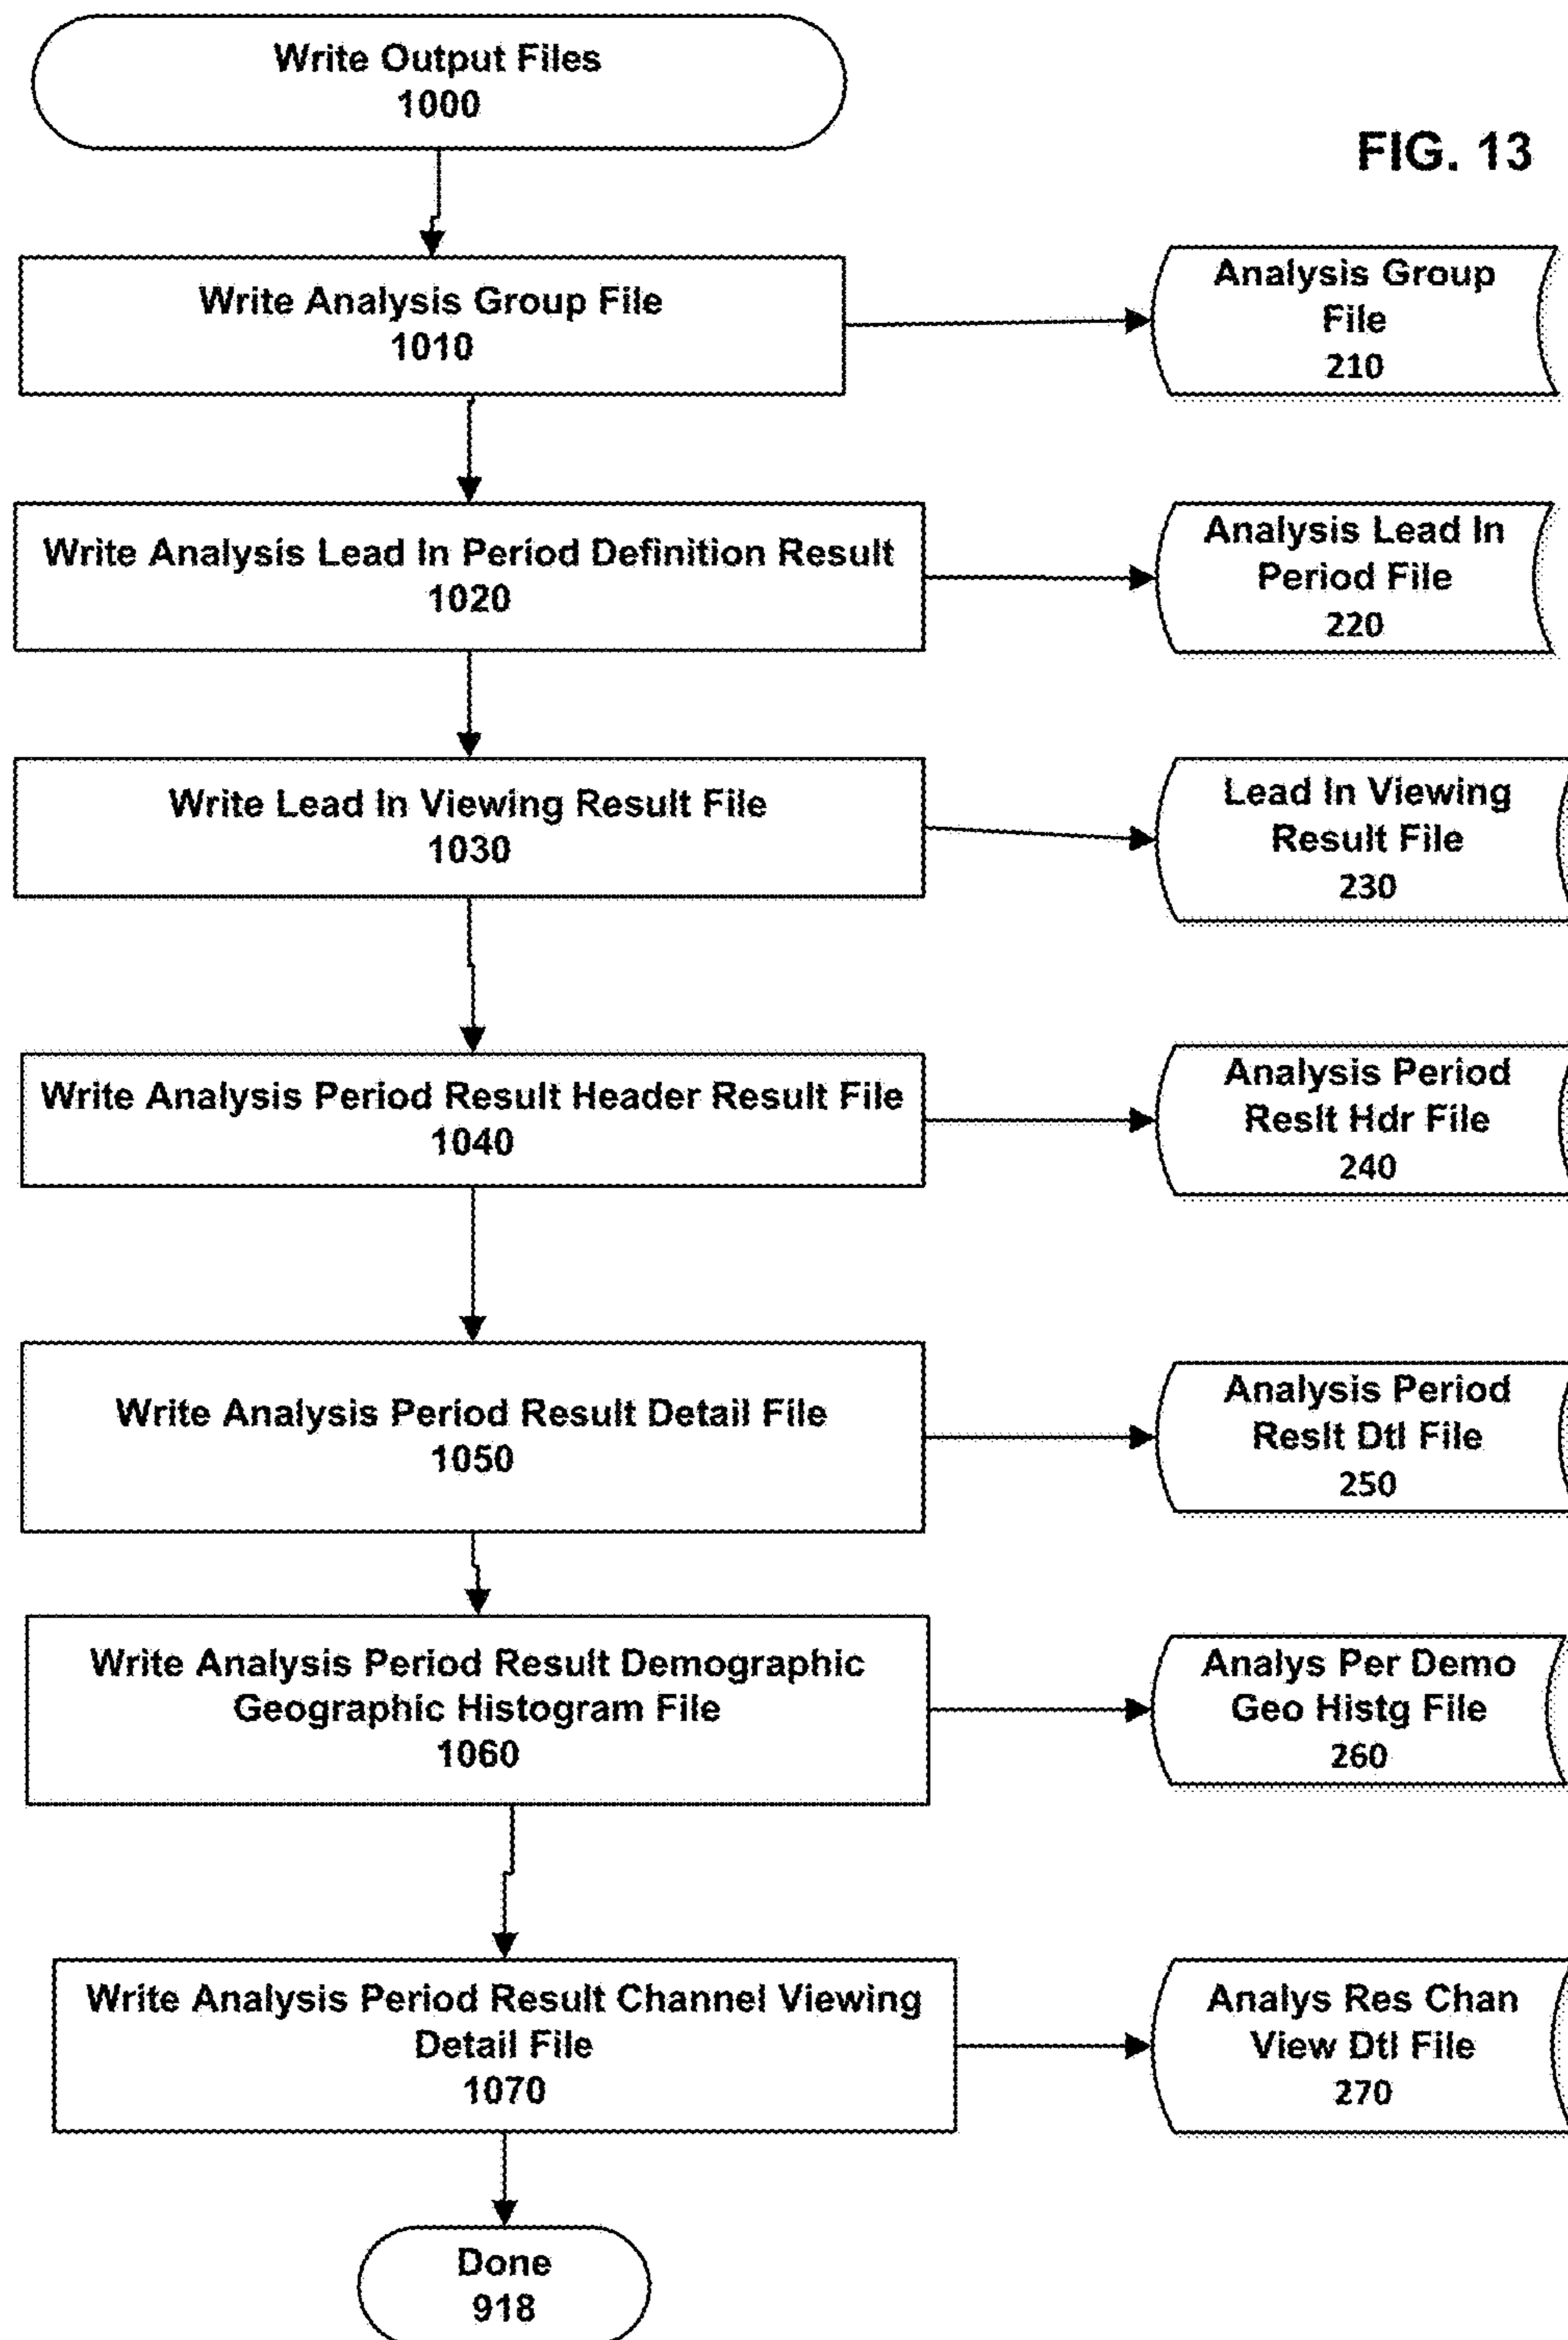 Write Output Files
1000
FIG. 13
Write Analysis Group File
1010
Analysis Group
File
210
Write Analysis Lead In Period Definition Result
1020
Analysis Lead In
Period File
220
Write Lead In Viewing Result File
1030
Lead In Viewing
Result File
230
Write Analysis Period Result Header Result File
1040
Analysis Period
Reslt Hdr File
240
Write Analysis Period Result Detail File
1050
Analysis Period
Reslt Dtl File
250
Write Analysis Period Result Demographic
Geographic Histogram File
1060
Analys Per Demo
Geo Histg File
260
Write Analysis Period Result Channel Viewing
Detail File
1070
Analys Res Chan
View Dtl File
270
Done
918